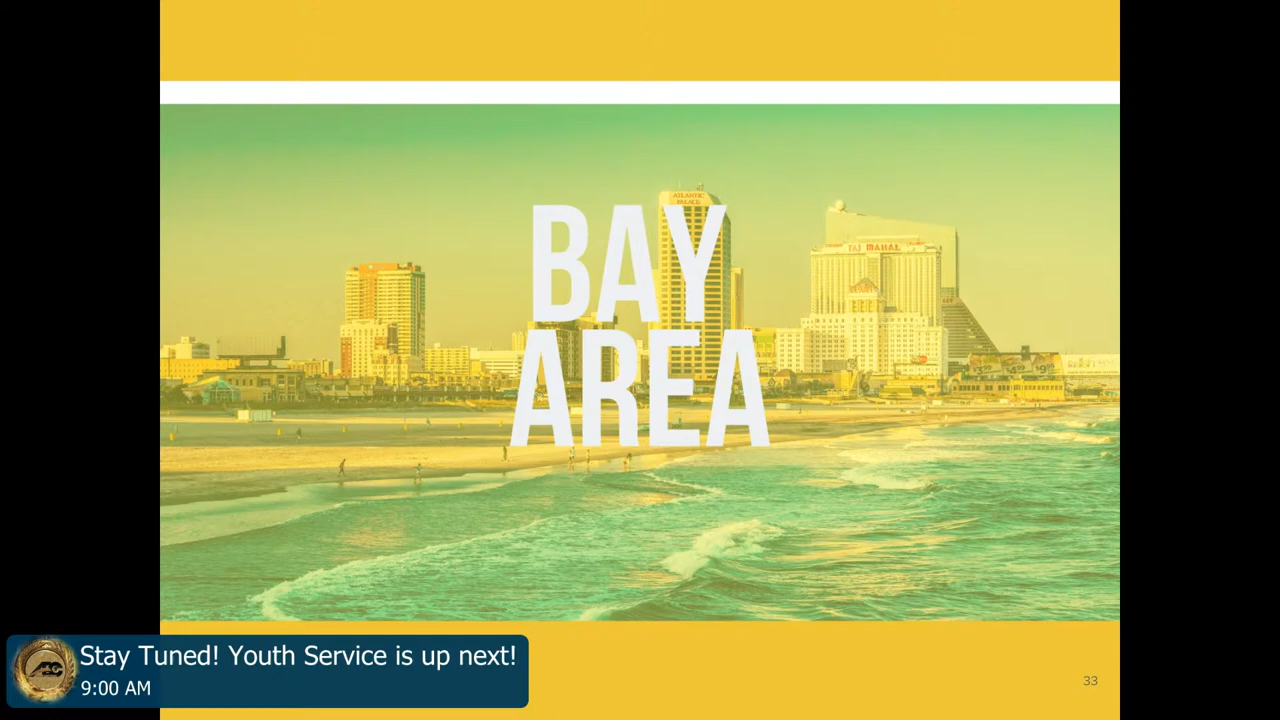 ATLANTIC
PALACE
BAY
AREA
TAJ MAHAL
Stay Tuned! Youth Service is up next!
9:00 AM
33